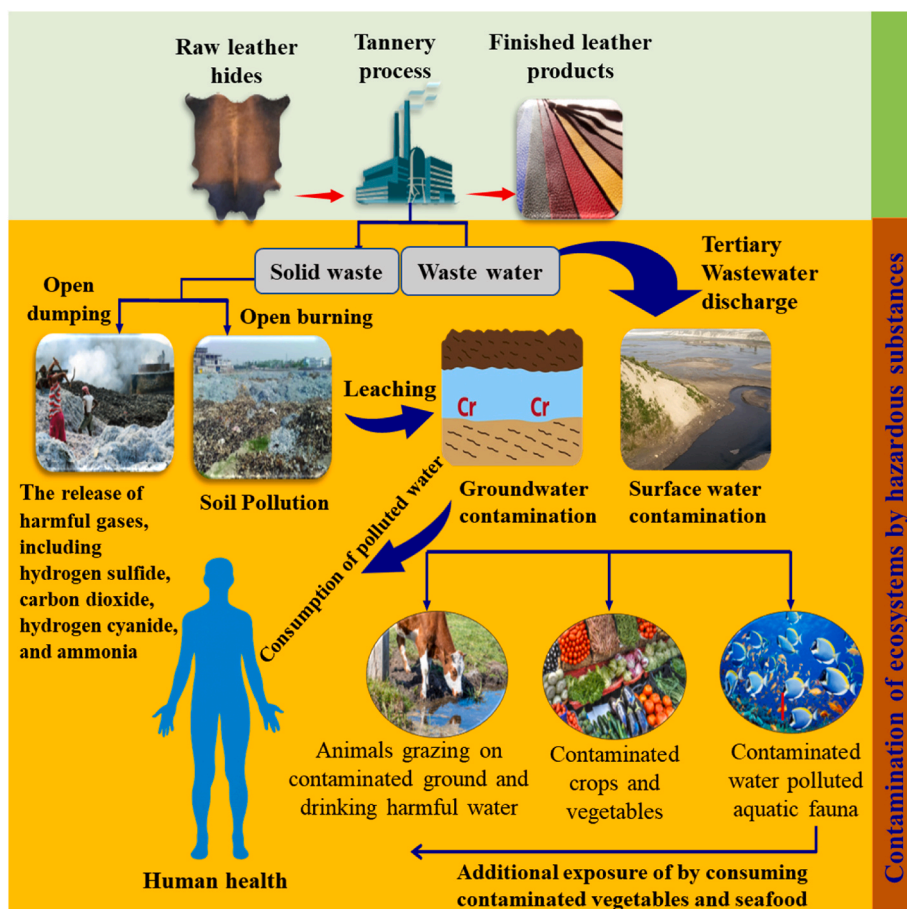 Raw leather
hides
Tannery
process
Finished leather
products
Solid waste
Waste water
Tertiary
Wastewater
discharge
Open
dumping
Open burning
Leaching
Cr
Cr
The release of
harmful gases,
including
hydrogen sulfide,
carbon dioxide,
hydrogen cyanide,
and ammonia
Soil Pollution
Groundwater
contamination
Surface water
contamination
Consumption of polluted water
Animals grazing on
contaminated ground and
drinking harmful water
Contaminated
crops and
vegetables
Contaminated
water polluted
aquatic fauna
Human health
Additional exposure of by consuming
contaminated vegetables and seafood
Contamination of ecosystems by hazardous substances